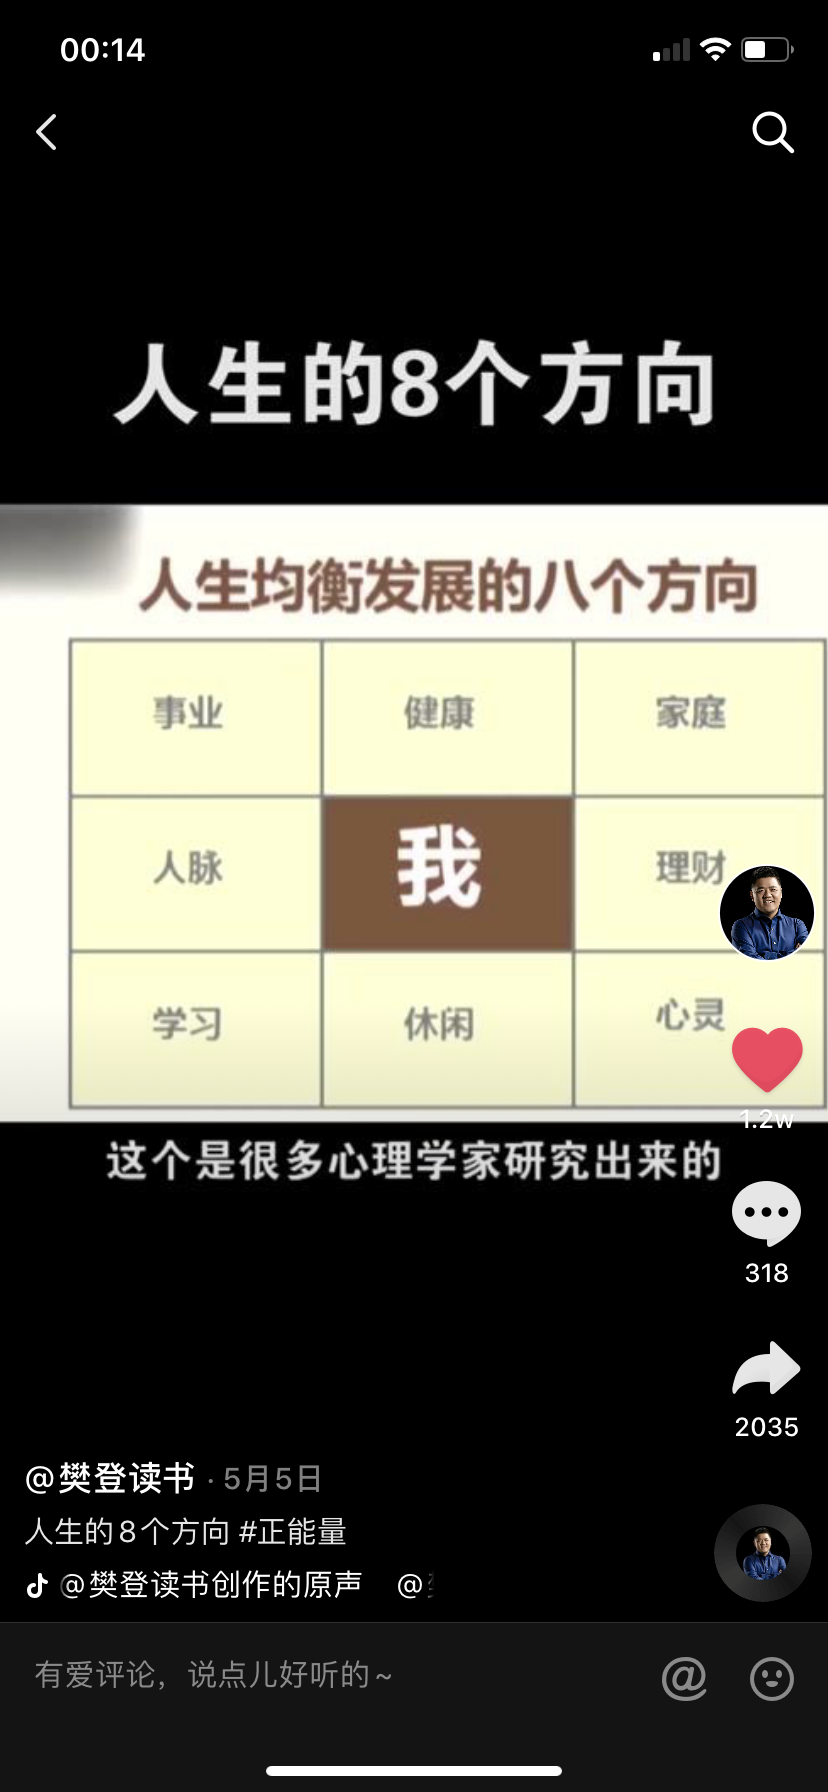 00:14
人生的8个方向
人生均衡发展的八个方向
事业 健康 家庭
人脉 我 理财
学习 休闲 心灵
1.2w
这个是很多心理学家研究出来的
318
2035
@樊登读书 · 5月5日
人生的8个方向 #正能量
@樊登读书创作的原声 @
有爱评论，说点儿好听的~